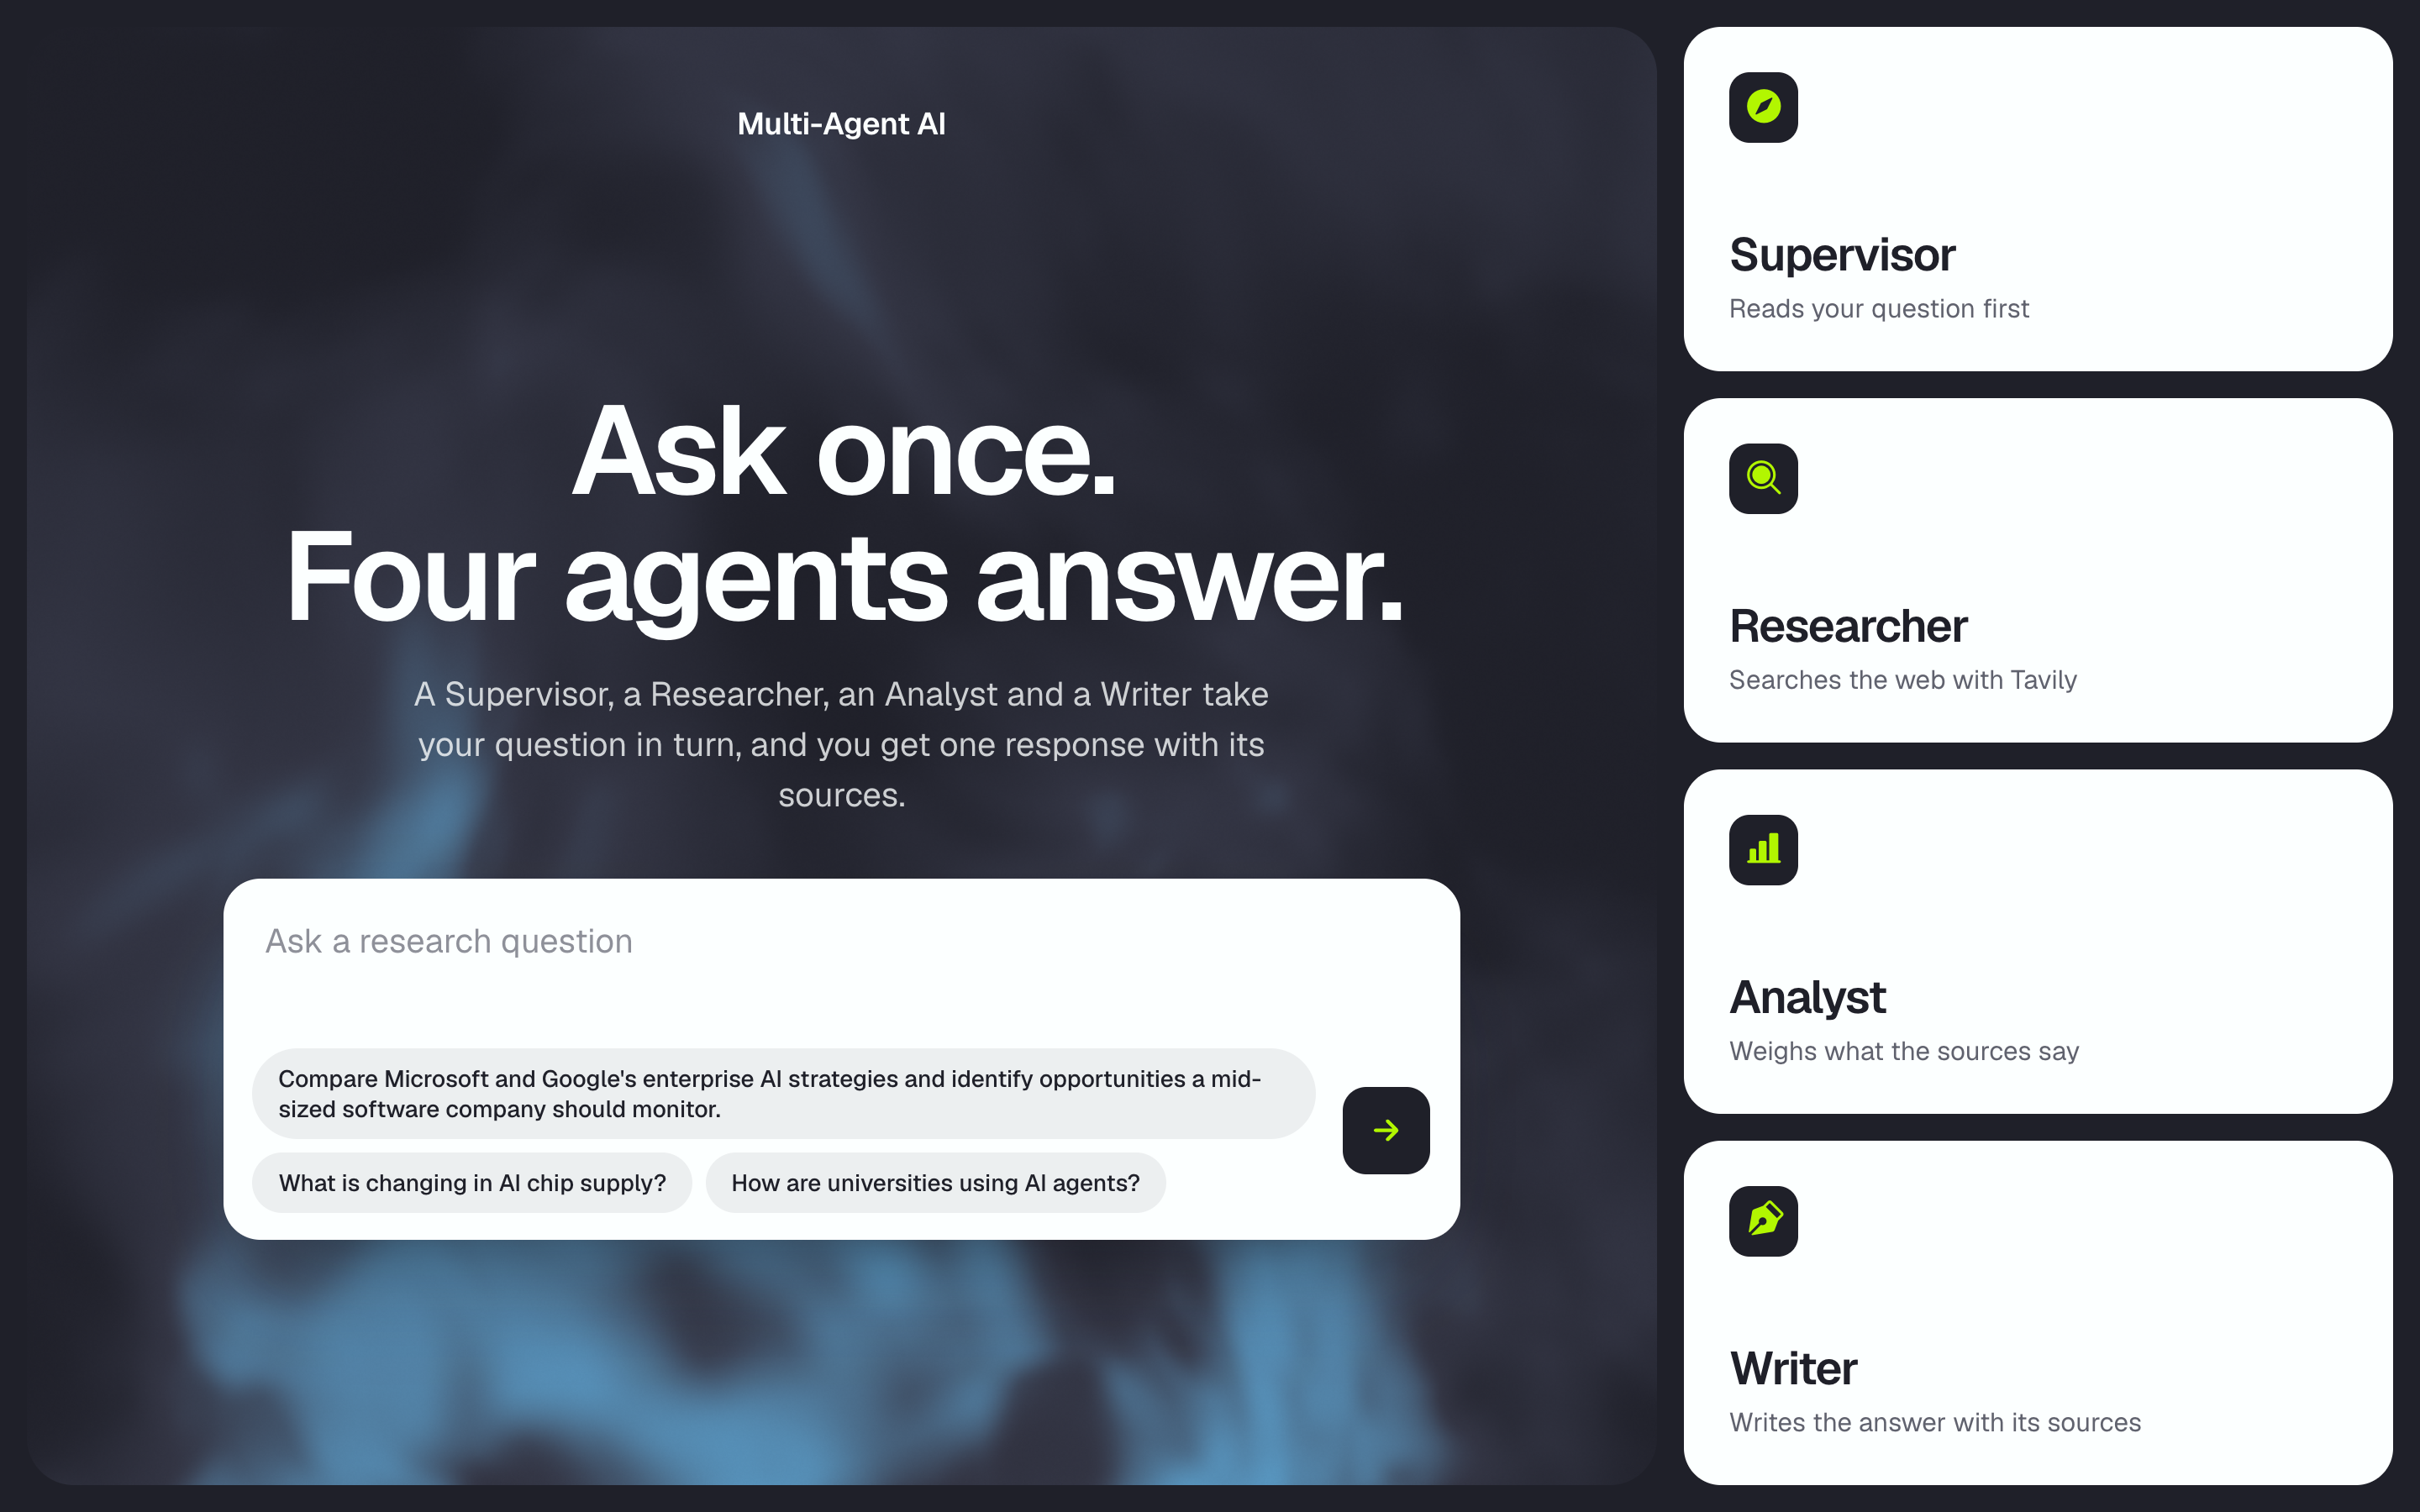 Multi-Agent AI
Ask once.
Four agents answer.
A Supervisor, a Researcher, an Analyst and a Writer take
your question in turn, and you get one response with its
sources.
Ask a research question
Compare Microsoft and Google's enterprise AI strategies and identify opportunities a mid-
sized software company should monitor.
What is changing in AI chip supply?
How are universities using AI agents?
Supervisor
Reads your question first
Researcher
Searches the web with Tavily
Analyst
Weighs what the sources say
Writer
Writes the answer with its sources